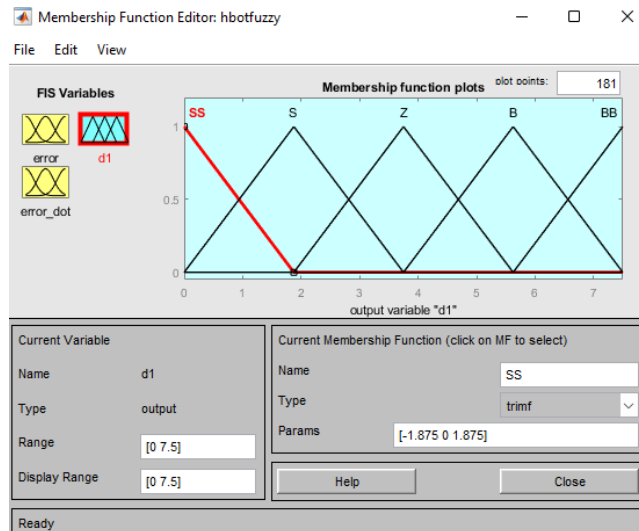 Membership Function Editor: hbotfuzzy
File Edit View
FIS Variables
error
d1
error_dot
Membership function plots
plot points:
181
SS S Z B BB
1
0.5
0
0 1 2 3 4 5 6 7
output variable "d1"
Current Variable
Name d1
Type output
Range [0 7.5]
Display Range [0 7.5]
Current Membership Function (click on MF to select)
Name SS
Type trimf
Params [-1.875 0 1.875]
Help Close
Ready